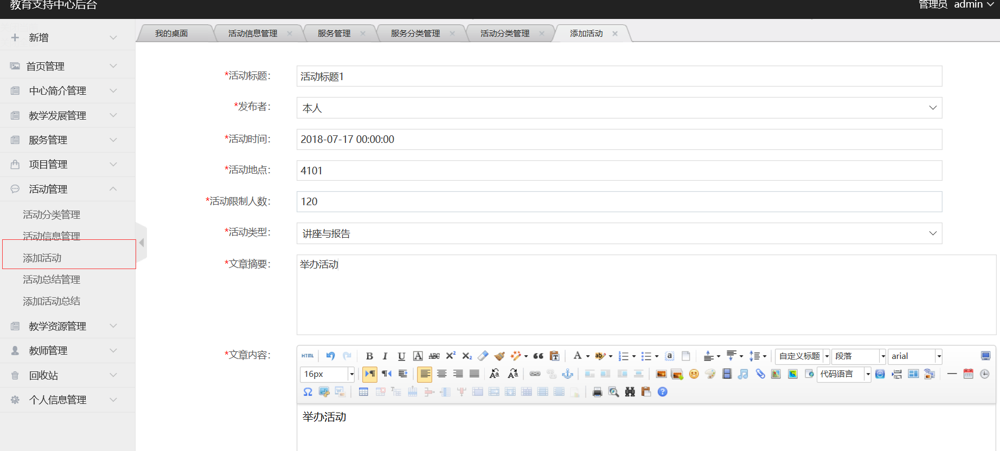 教育支持中心后台
管理员 admin
新增
首页管理
中心简介管理
教学发展管理
服务管理
项目管理
活动管理
活动分类管理
活动信息管理
添加活动
活动总结管理
添加活动总结
教学资源管理
教师管理
回收站
个人信息管理
我的桌面 活动信息管理 服务管理 服务分类管理 活动分类管理 添加活动
*活动标题: 活动标题1
*发布者: 本人
*活动时间: 2018-07-17 00:00:00
*活动地点: 4101
*活动限制人数: 120
*活动类型: 讲座与报告
*文章摘要: 举办活动
*文章内容:
HTML B I U A ABC X² X₂ A ab a 自定义标题 段落 arial
16px 代码语言
举办活动